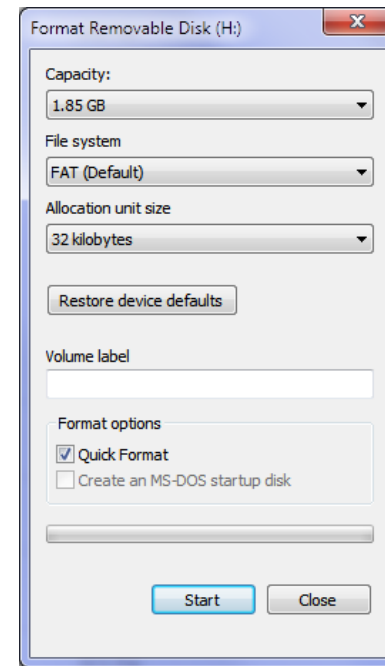 Format Removable Disk (H:)
Capacity:
1.85 GB
File system
FAT (Default)
Allocation unit size
32 kilobytes
Restore device defaults
Volume label
Format options
Quick Format
Create an MS-DOS startup disk
Start Close